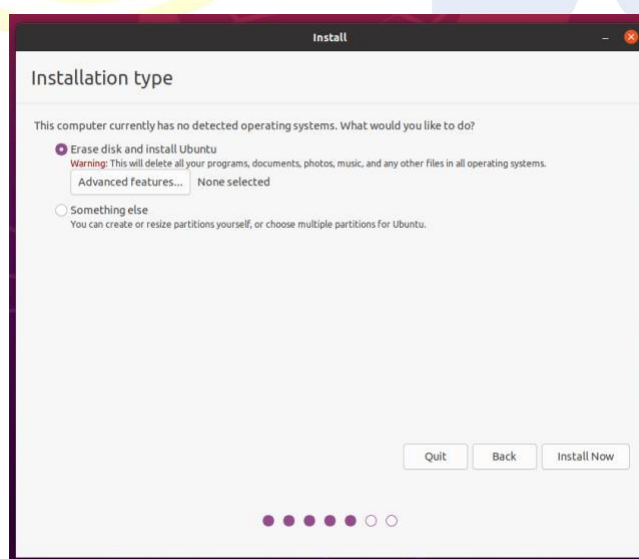 Install
Installation type
This computer currently has no detected operating systems. What would you like to do?
Erase disk and install Ubuntu
Warning: This will delete all your programs, documents, photos, music, and any other files in all operating systems.
Advanced features... None selected
Something else
You can create or resize partitions yourself, or choose multiple partitions for Ubuntu.
Quit Back Install Now